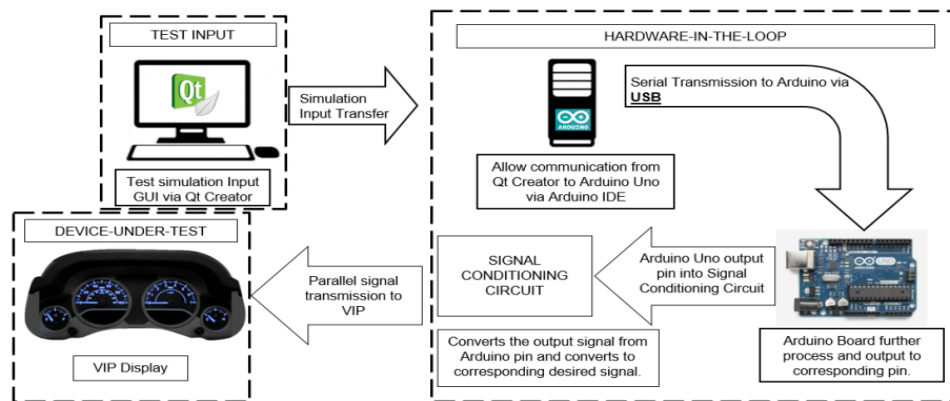 TEST INPUT
Qt
Test simulation Input
GUI via Qt Creator
Simulation
Input Transfer
HARDWARE-IN-THE-LOOP
ARDUINO
Allow communication from
Qt Creator to Arduino Uno
via Arduino IDE
Serial Transmission to Arduino via
USB
UNO
ARDUINO
Arduino Board further
process and output to
corresponding pin.
Arduino Uno output
pin into Signal
Conditioning Circuit
SIGNAL
CONDITIONING
CIRCUIT
Converts the output signal from
Arduino pin and converts to
corresponding desired signal.
Parallel signal
transmission to
VIP
DEVICE-UNDER-TEST
VIP Display